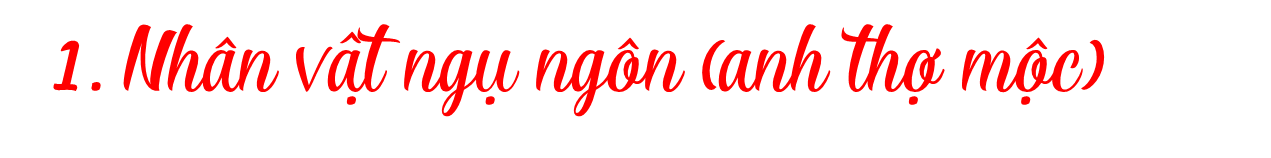 1. Nhân vật ngụ ngôn (anh thợ mộc)